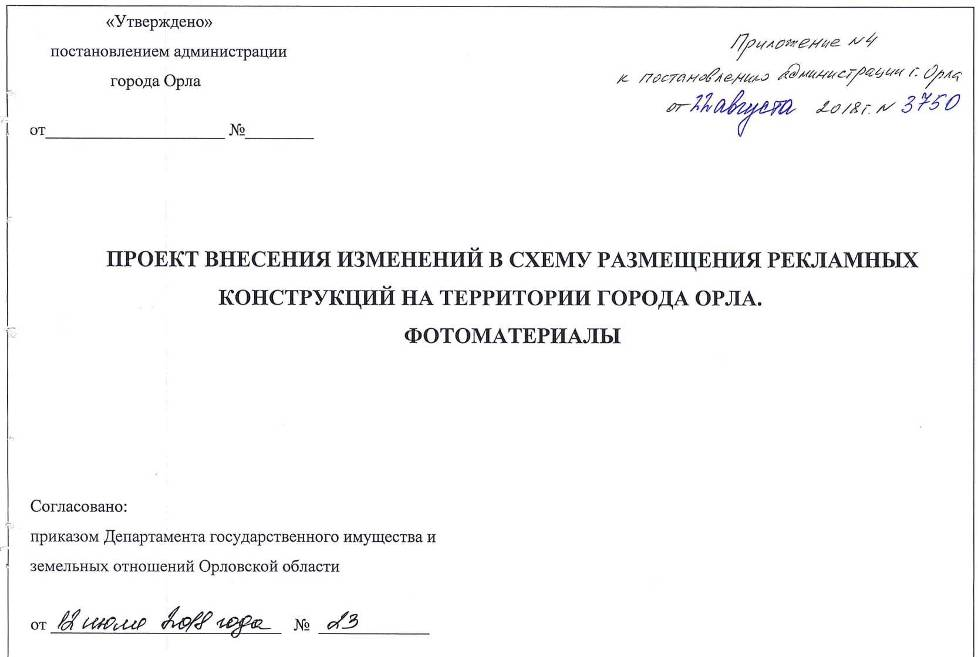 «Утверждено»
постановлением администрации
города Орла
от №
Приложение №4
к постановлению администрации г. Орла
от 22 августа 2018 г. № 3750
ПРОЕКТ ВНЕСЕНИЯ ИЗМЕНЕНИЙ В СХЕМУ РАЗМЕЩЕНИЯ РЕКЛАМНЫХ
КОНСТРУКЦИЙ НА ТЕРРИТОРИИ ГОРОДА ОРЛА.
ФОТОМАТЕРИАЛЫ
Согласовано:
приказом Департамента государственного имущества и
земельных отношений Орловской области
от 12 июля 2018 года № 23